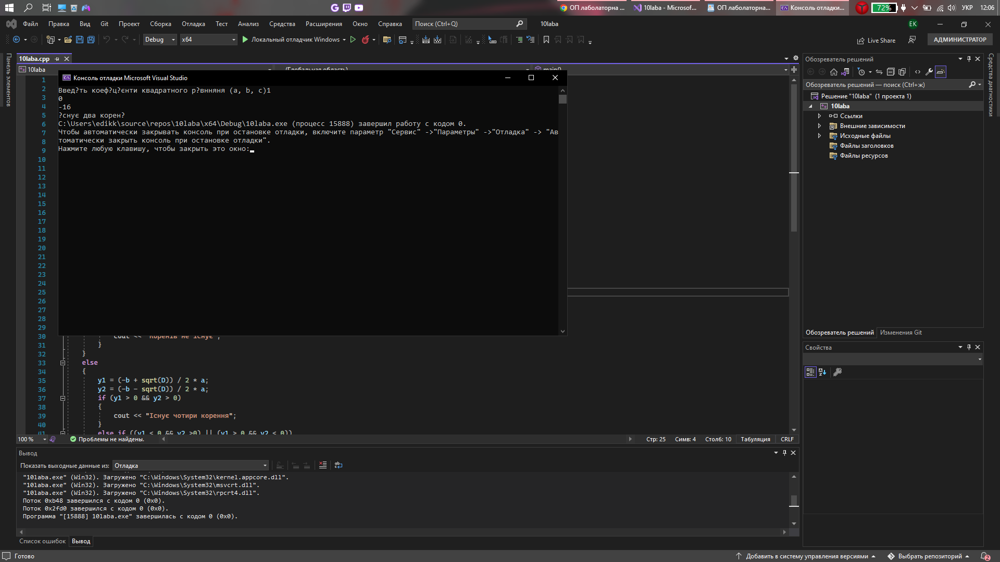 ОП лаболаторна ...
10laba - Microsof...
ОП лаболаторна...
Консоль отладки...
72%
УКР
12:06
Файл Правка Вид Git Проект Сборка Отладка Тест Анализ Средства Расширения Окно Справка
Поиск (Ctrl+Q)
10laba
EK
Debug
x64
Локальный отладчик Windows
Live Share
АДМИНИСТРАТОР
Панель элементов
10laba.cpp
10laba
(Глобальная область)
main()
Консоль отладки Microsoft Visual Studio
Введ?ть коеф?ц?єнти квадратного р?внняня (a, b, c)1
0
-16
?снує два корен?
C:\Users\edikk\source\repos\10laba\x64\Debug\10laba.exe (процесс 15888) завершил работу с кодом 0.
Чтобы автоматически закрывать консоль при остановке отладки, включите параметр "Сервис" ->"Параметры" ->"Отладка" -> "Ав
томатически закрыть консоль при остановке отладки".
Нажмите любую клавишу, чтобы закрыть это окно:
1
2
3
4
5
6
7
8
9
10
11
12
13
14
15
16
17
18
19
20
21
22
23
24
25
26
27
28
29
30 cout << "Коренів не існує";
31 }
32 }
33 else
34 {
35 y1 = (-b + sqrt(D)) / 2 * a;
36 y2 = (-b - sqrt(D)) / 2 * a;
37 if (y1 > 0 && y2 > 0)
38 {
39 cout << "Існує чотири корення";
40 }
41 else if ((y1 < 0 && y2 >0) || (y1 > 0 && y2 < 0))
100 %
Проблемы не найдены.
Стр: 25 Симв: 4 Столб: 10 Табуляция CRLF
Вывод
Показать выходные данные из: Отладка
"10laba.exe" (Win32). Загружено "C:\Windows\System32\kernel.appcore.dll".
"10laba.exe" (Win32). Загружено "C:\Windows\System32\msvcrt.dll".
"10laba.exe" (Win32). Загружено "C:\Windows\System32\rpcrt4.dll".
Поток 0xb48 завершился с кодом 0 (0x0).
Поток 0x2fd0 завершился с кодом 0 (0x0).
Программа "[15888] 10laba.exe" завершилась с кодом 0 (0x0).
Список ошибок Вывод
Обозреватель решений
Обозреватель решений — поиск (Ctrl+ж)
Решение "10laba" (1 проекта 1)
10laba
Ссылки
Внешние зависимости
Исходные файлы
Файлы заголовков
Файлы ресурсов
Обозреватель решений Изменения Git
Свойства
Средства диагностики
Готово
Добавить в систему управления версиями
Выбрать репозиторий
2